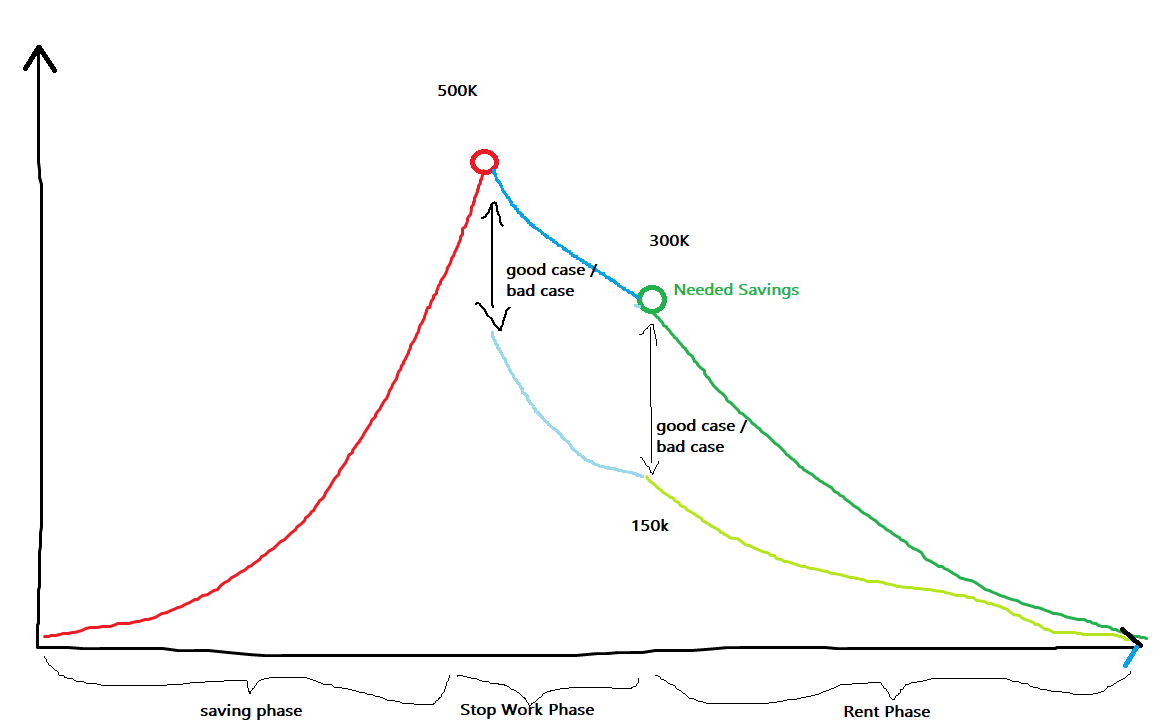 500K
300K
Needed Savings
good case /
bad case
good case /
bad case
150k
saving phase
Stop Work Phase
Rent Phase